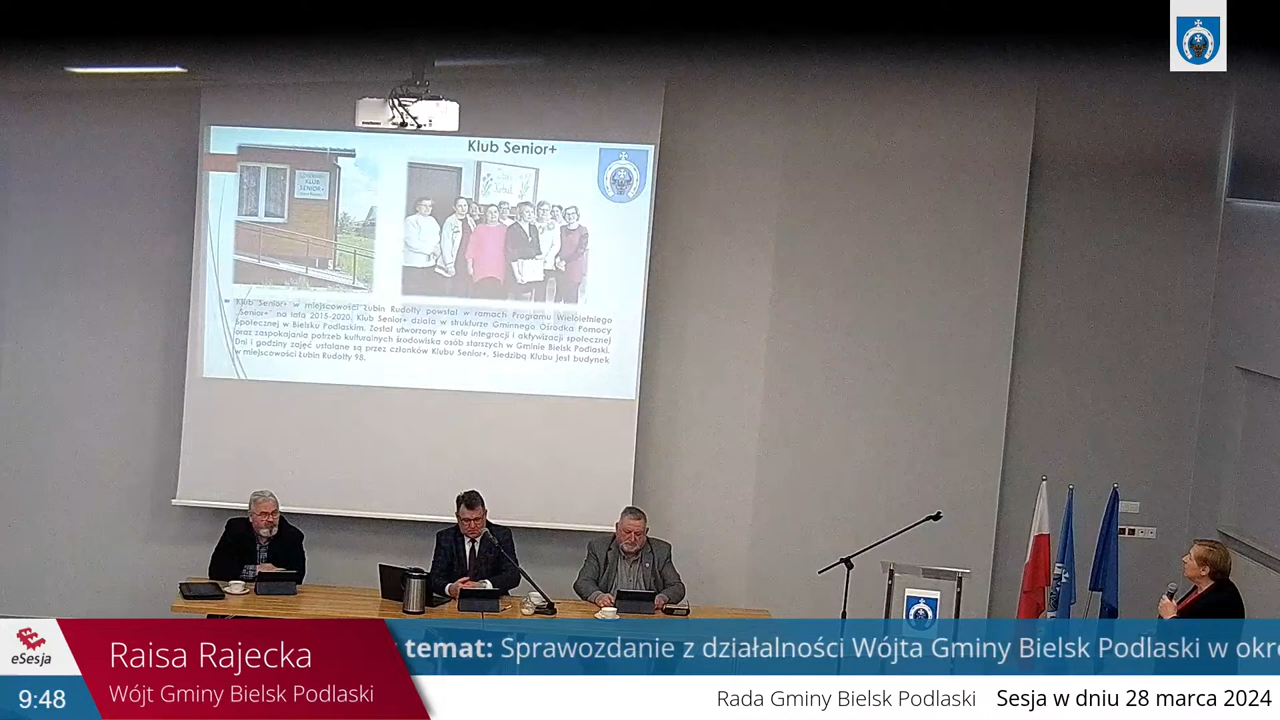 Klub Senior+
KLUB
SENIOR+
Klub Senior+ w miejscowości Łubin Rudołty powstał w ramach Programu Wieloletniego
„Senior+" na lata 2015-2020. Klub Senior+ działa w strukturze Gminnego Ośrodka Pomocy
Społecznej w Bielsku Podlaskim. Został utworzony w celu integracji i aktywizacji społecznej
oraz zaspokajania potrzeb kulturalnych środowiska osób starszych w Gminie Bielsk Podlaski.
Dni i godziny zajęć ustalane są przez członków Klubu Senior+. Siedzibą Klubu jest budynek
w miejscowości Łubin Rudołty 98.
eSesja
Raisa Rajecka
temat: Sprawozdanie z działalności Wójta Gminy Bielsk Podlaski w okre
9:48
Wójt Gminy Bielsk Podlaski
Rada Gminy Bielsk Podlaski Sesja w dniu 28 marca 2024